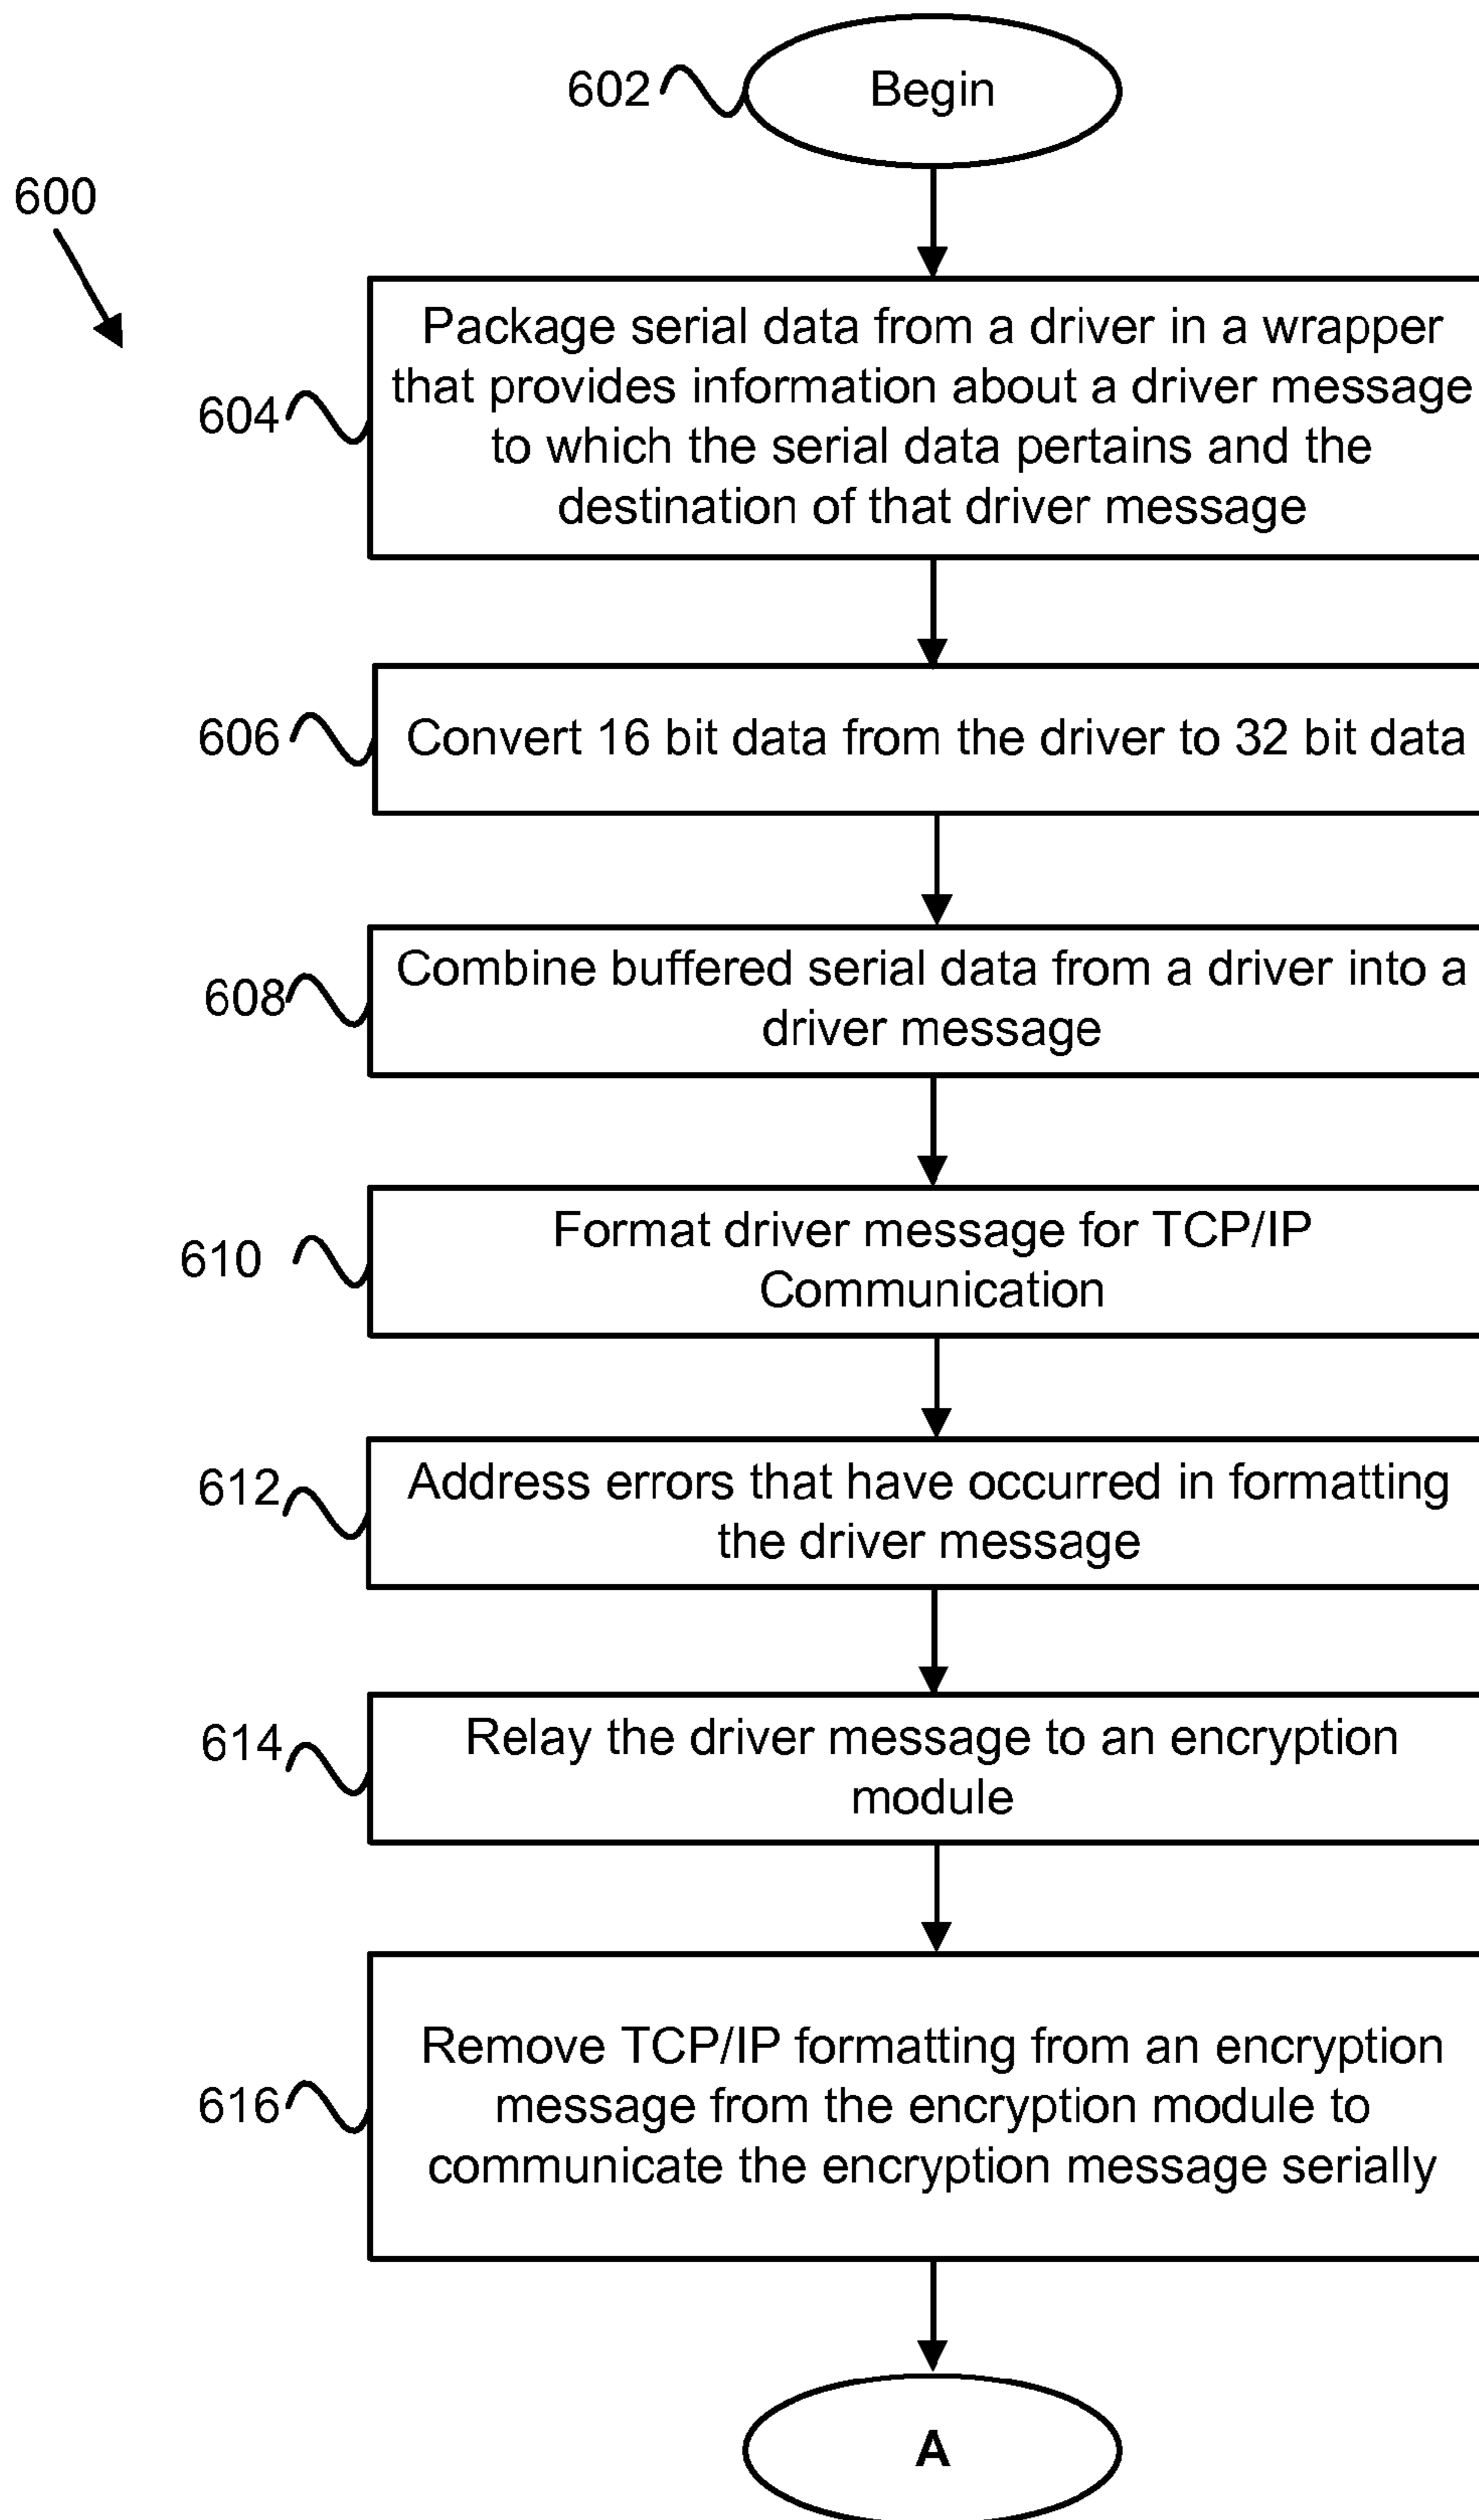 602
Begin
600
604
Package serial data from a driver in a wrapper
that provides information about a driver message
to which the serial data pertains and the
destination of that driver message
606
Convert 16 bit data from the driver to 32 bit data
608
Combine buffered serial data from a driver into a
driver message
610
Format driver message for TCP/IP
Communication
612
Address errors that have occurred in formatting
the driver message
614
Relay the driver message to an encryption
module
616
Remove TCP/IP formatting from an encryption
message from the encryption module to
communicate the encryption message serially
A